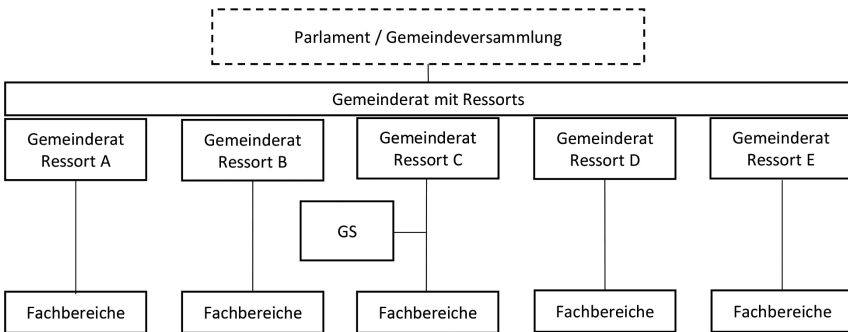 Parlament / Gemeindeversammlung
Gemeinderat mit Ressorts
Gemeinderat
Ressort A
Gemeinderat
Ressort B
Gemeinderat
Ressort C
Gemeinderat
Ressort D
Gemeinderat
Ressort E
GS
Fachbereiche
Fachbereiche
Fachbereiche
Fachbereiche
Fachbereiche